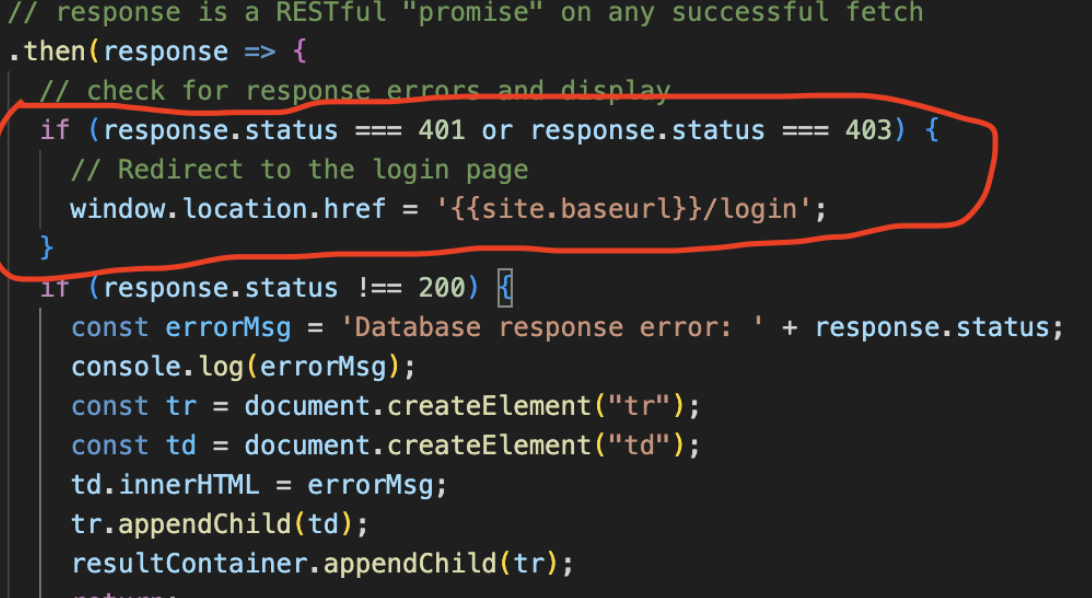 // response is a RESTful "promise" on any successful fetch
.then(response => {
// check for response errors and display
if (response.status === 401 or response.status === 403) {
// Redirect to the login page
window.location.href = '{{site.baseurl}}/login';
}
if (response.status !== 200) {
const errorMsg = 'Database response error: ' + response.status;
console.log(errorMsg);
const tr = document.createElement("tr");
const td = document.createElement("td");
td.innerHTML = errorMsg;
tr.appendChild(td);
resultContainer.appendChild(tr);
return;